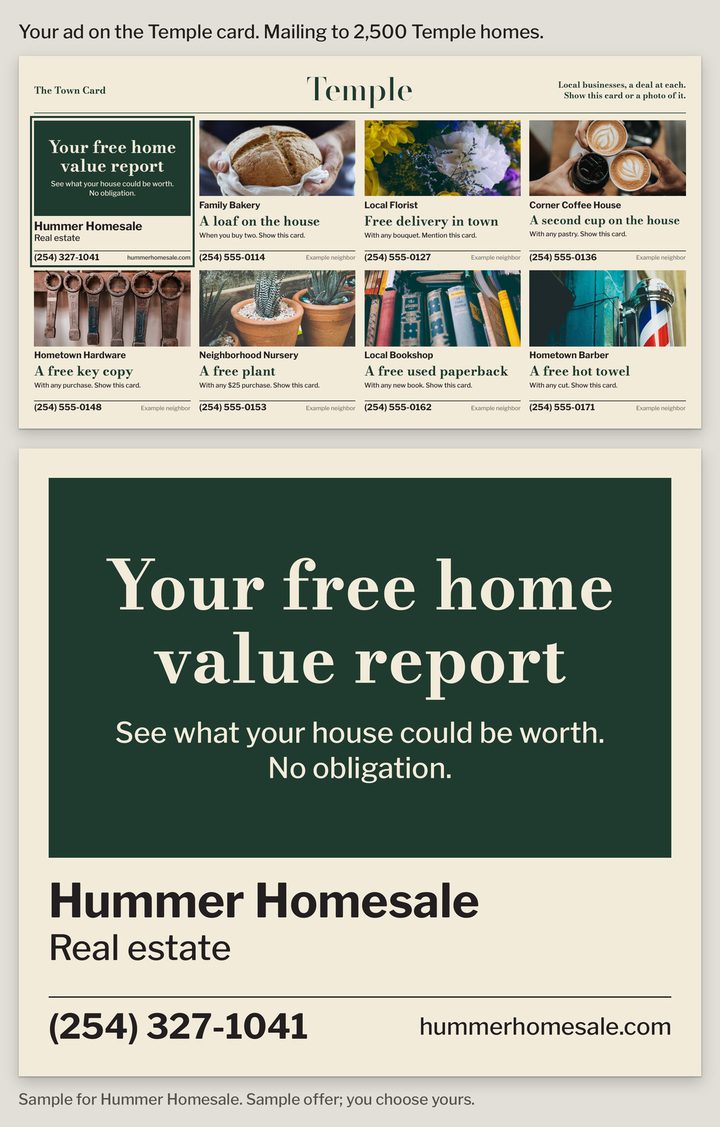 Your ad on the Temple card. Mailing to 2,500 Temple homes.
The Town Card
Temple
Local businesses, a deal at each.
Show this card or a photo of it.
Your free home
value report
See what your house could be worth.
No obligation.
Hummer Homesale
Real estate
(254) 327-1041
hummerhomesale.com
Family Bakery
A loaf on the house
When you buy two. Show this card.
(254) 555-0114
Example neighbor
Local Florist
Free delivery in town
With any bouquet. Mention this card.
(254) 555-0127
Example neighbor
Corner Coffee House
A second cup on the house
With any pastry. Show this card.
(254) 555-0136
Example neighbor
Hometown Hardware
A free key copy
With any purchase. Show this card.
(254) 555-0148
Example neighbor
Neighborhood Nursery
A free plant
With any $25 purchase. Show this card.
(254) 555-0153
Example neighbor
Local Bookshop
A free used paperback
With any new book. Show this card.
(254) 555-0162
Example neighbor
Hometown Barber
A free hot towel
With any cut. Show this card.
(254) 555-0171
Example neighbor
Your free home
value report
See what your house could be worth.
No obligation.
Hummer Homesale
Real estate
(254) 327-1041
hummerhomesale.com
Sample for Hummer Homesale. Sample offer; you choose yours.